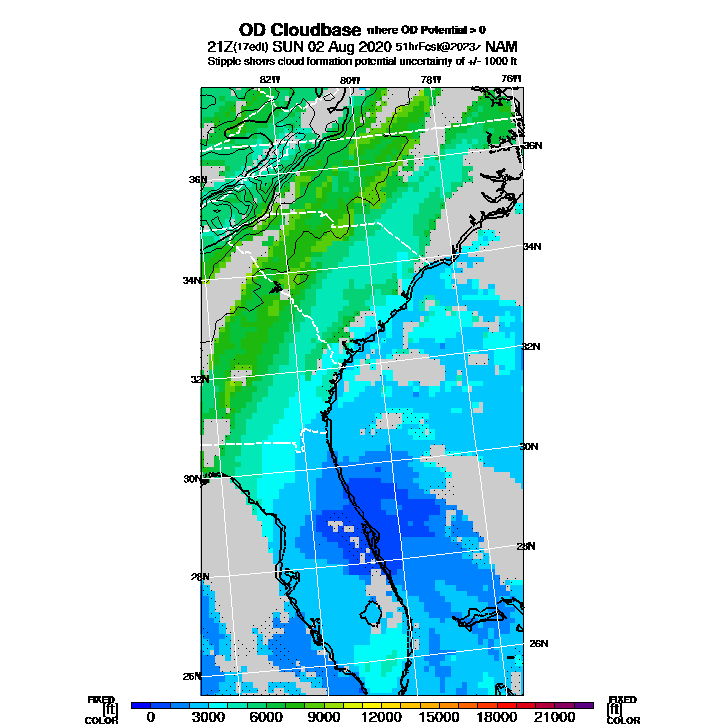 OD Cloudbase where OD Potential > 0
21Z(17edt) SUN 02 Aug 2020 51hrFcst@2023z NAM
Stipple shows cloud formation potential uncertainty of +/- 1000 ft
82W 80W 78W 76W
36N
36N
34N
34N
32N
32N
30N
30N
28N
28N
26N
26N
FIXED FIXED
[ft] [ft]
COLOR 0 3000 6000 9000 12000 15000 18000 21000 COLOR